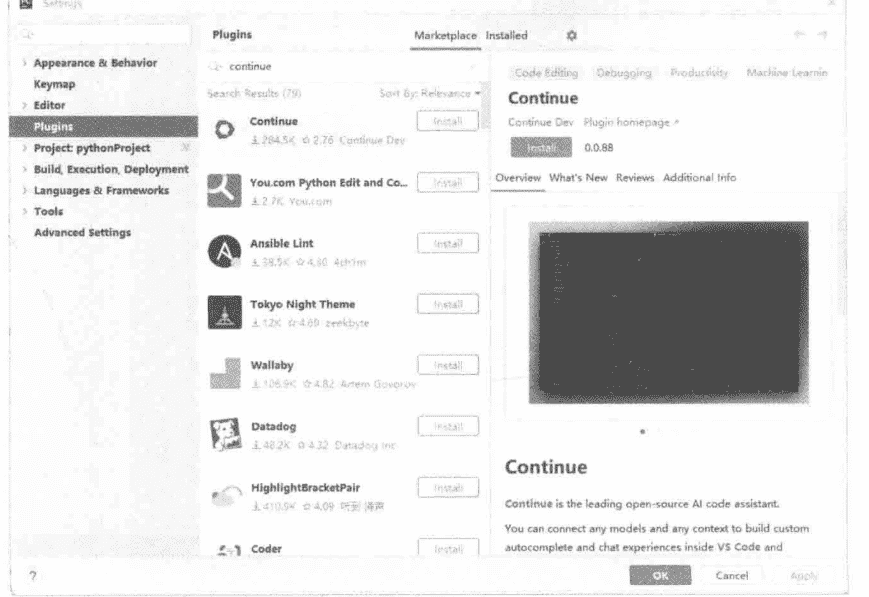 Settings
Plugins
Marketplace Installed
Appearance & Behavior
Keymap
Editor
Plugins
Project: pythonProject
Build, Execution, Deployment
Languages & Frameworks
Tools
Advanced Settings
continue
Search Results (79) Sort By: Relevance
Continue Install
284.5K 2.76 Continue Dev
You.com Python Edit and Co... Install
2.7K You.com
Ansible Lint Install
38.5K 4.80
Tokyo Night Theme Install
12K 4.69 zeekbyte
Wallaby Install
106.9K 4.82 Artem Govorov
Datadog Install
48.2K 4.32 Datadog Inc
HighlightBracketPair Install
410.9K 4.09
Coder Install
Code Editing Debugging Productivity Machine Learnin
Continue
Continue Dev Plugin homepage
Install 0.0.88
Overview What's New Reviews Additional Info
Continue
Continue is the leading open-source AI code assistant.
You can connect any models and any context to build custom
autocomplete and chat experiences inside VS Code and
?
OK Cancel Apply